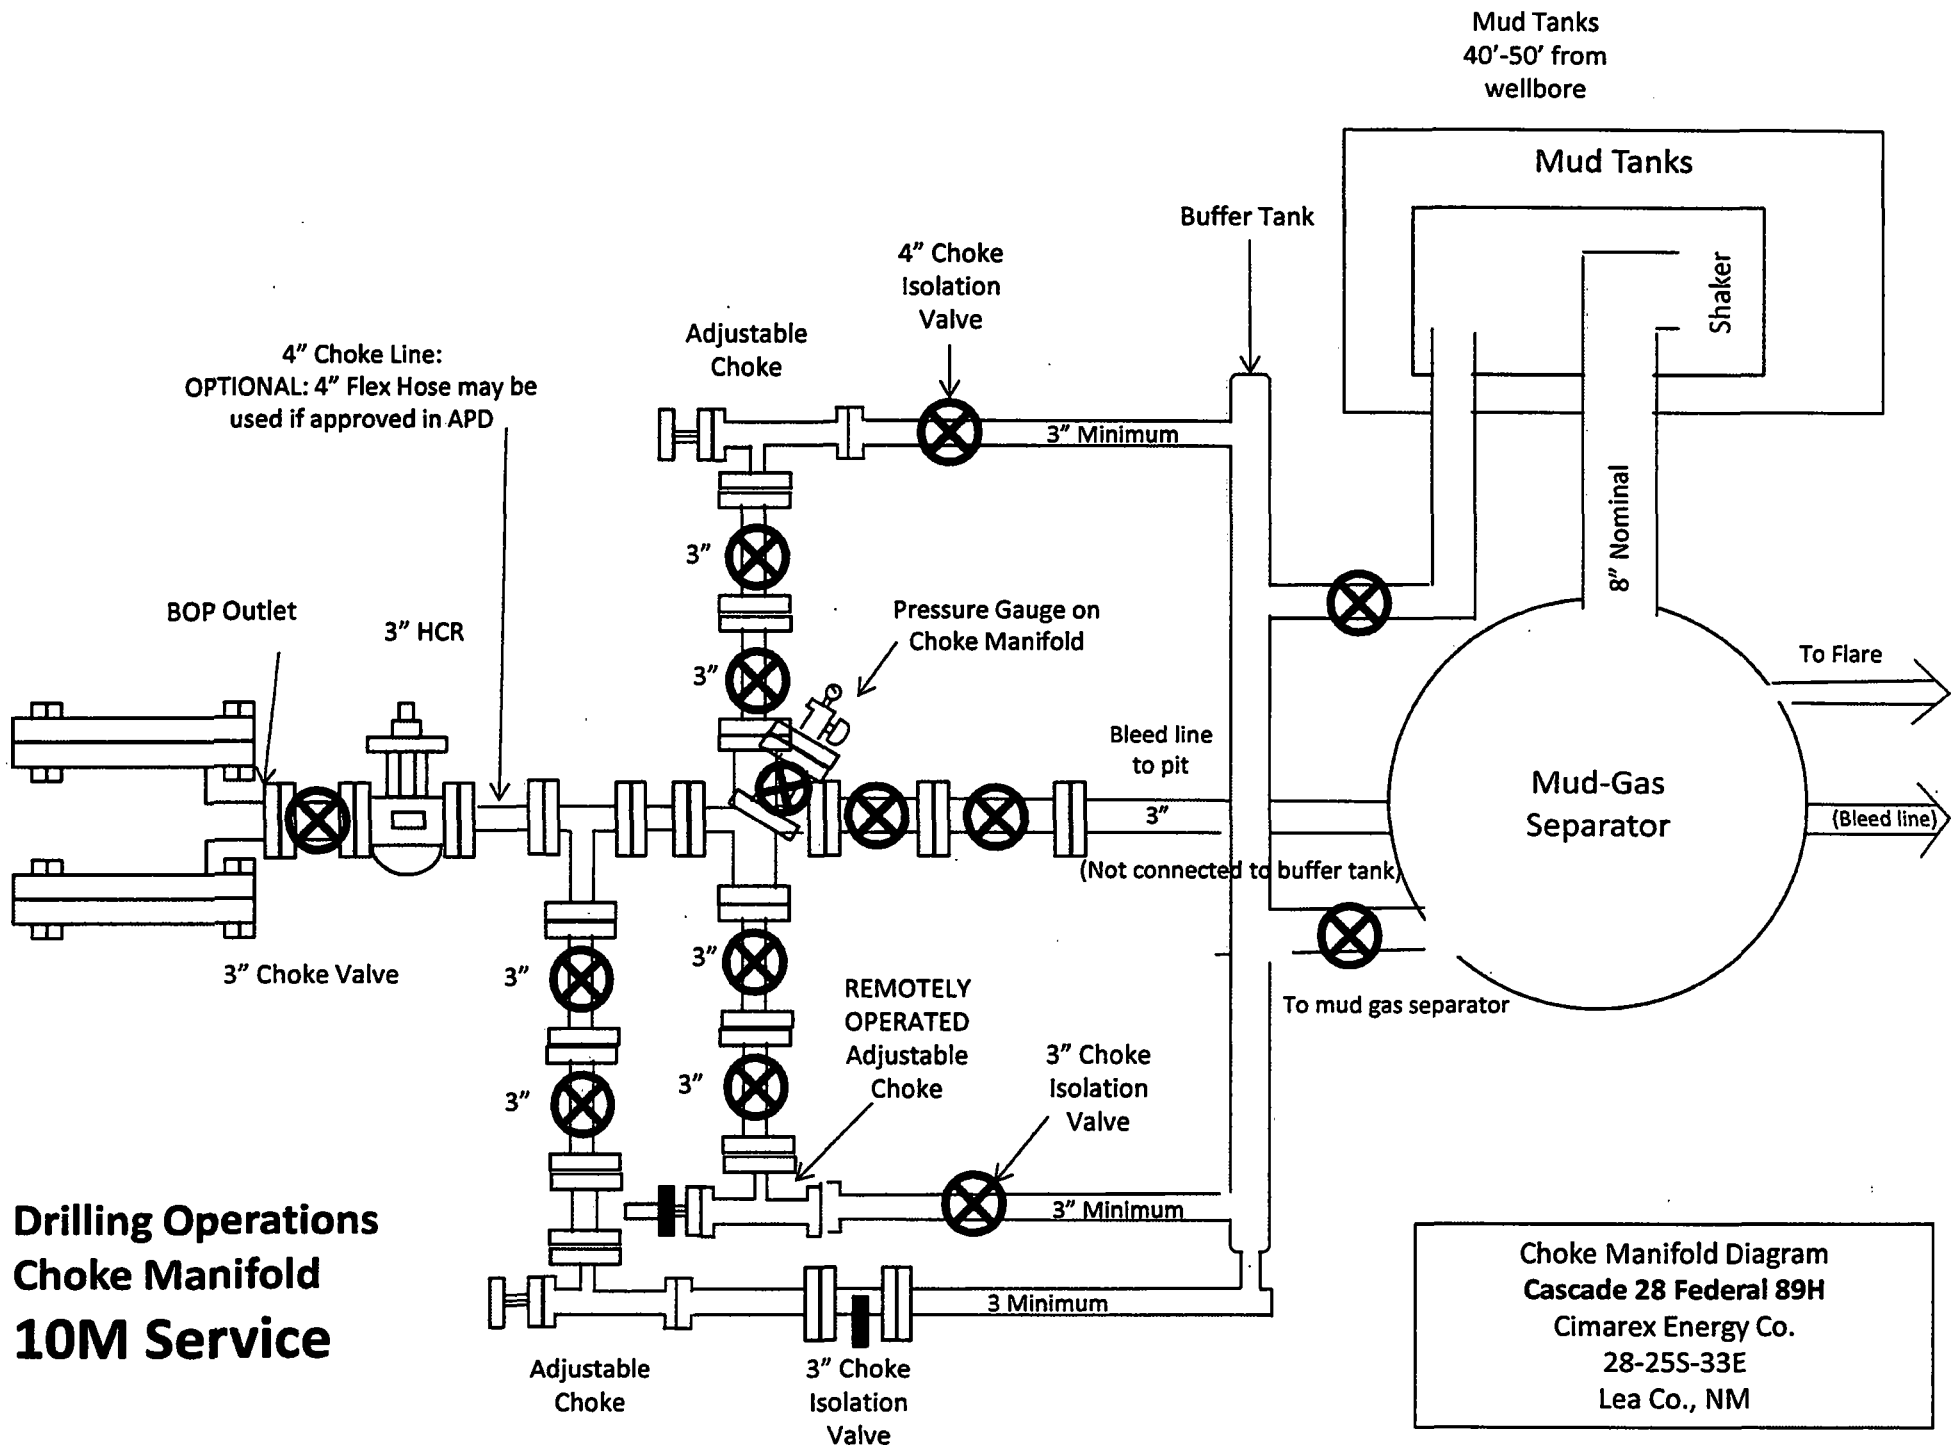 Mud Tanks
40’-50’ from
wellbore
Mud Tanks
Shaker
Buffer Tank
4” Choke
Isolation
Valve
Adjustable
Choke
4” Choke Line:
OPTIONAL: 4” Flex Hose may be
used if approved in APD
3” Minimum
8” Nominal
3”
BOP Outlet
3” HCR
Pressure Gauge on
Choke Manifold
3”
To Flare
Bleed line
to pit
3”
Mud-Gas
Separator
(Bleed line)
(Not connected to buffer tank)
3” Choke Valve
3”
3”
To mud gas separator
REMOTELY
OPERATED
Adjustable
Choke
3” Choke
Isolation
Valve
3”
3”
3” Minimum
3 Minimum
Adjustable
Choke
3” Choke
Isolation
Valve
Drilling Operations
Choke Manifold
10M Service
Choke Manifold Diagram
Cascade 28 Federal 89H
Cimarex Energy Co.
28-25S-33E
Lea Co., NM